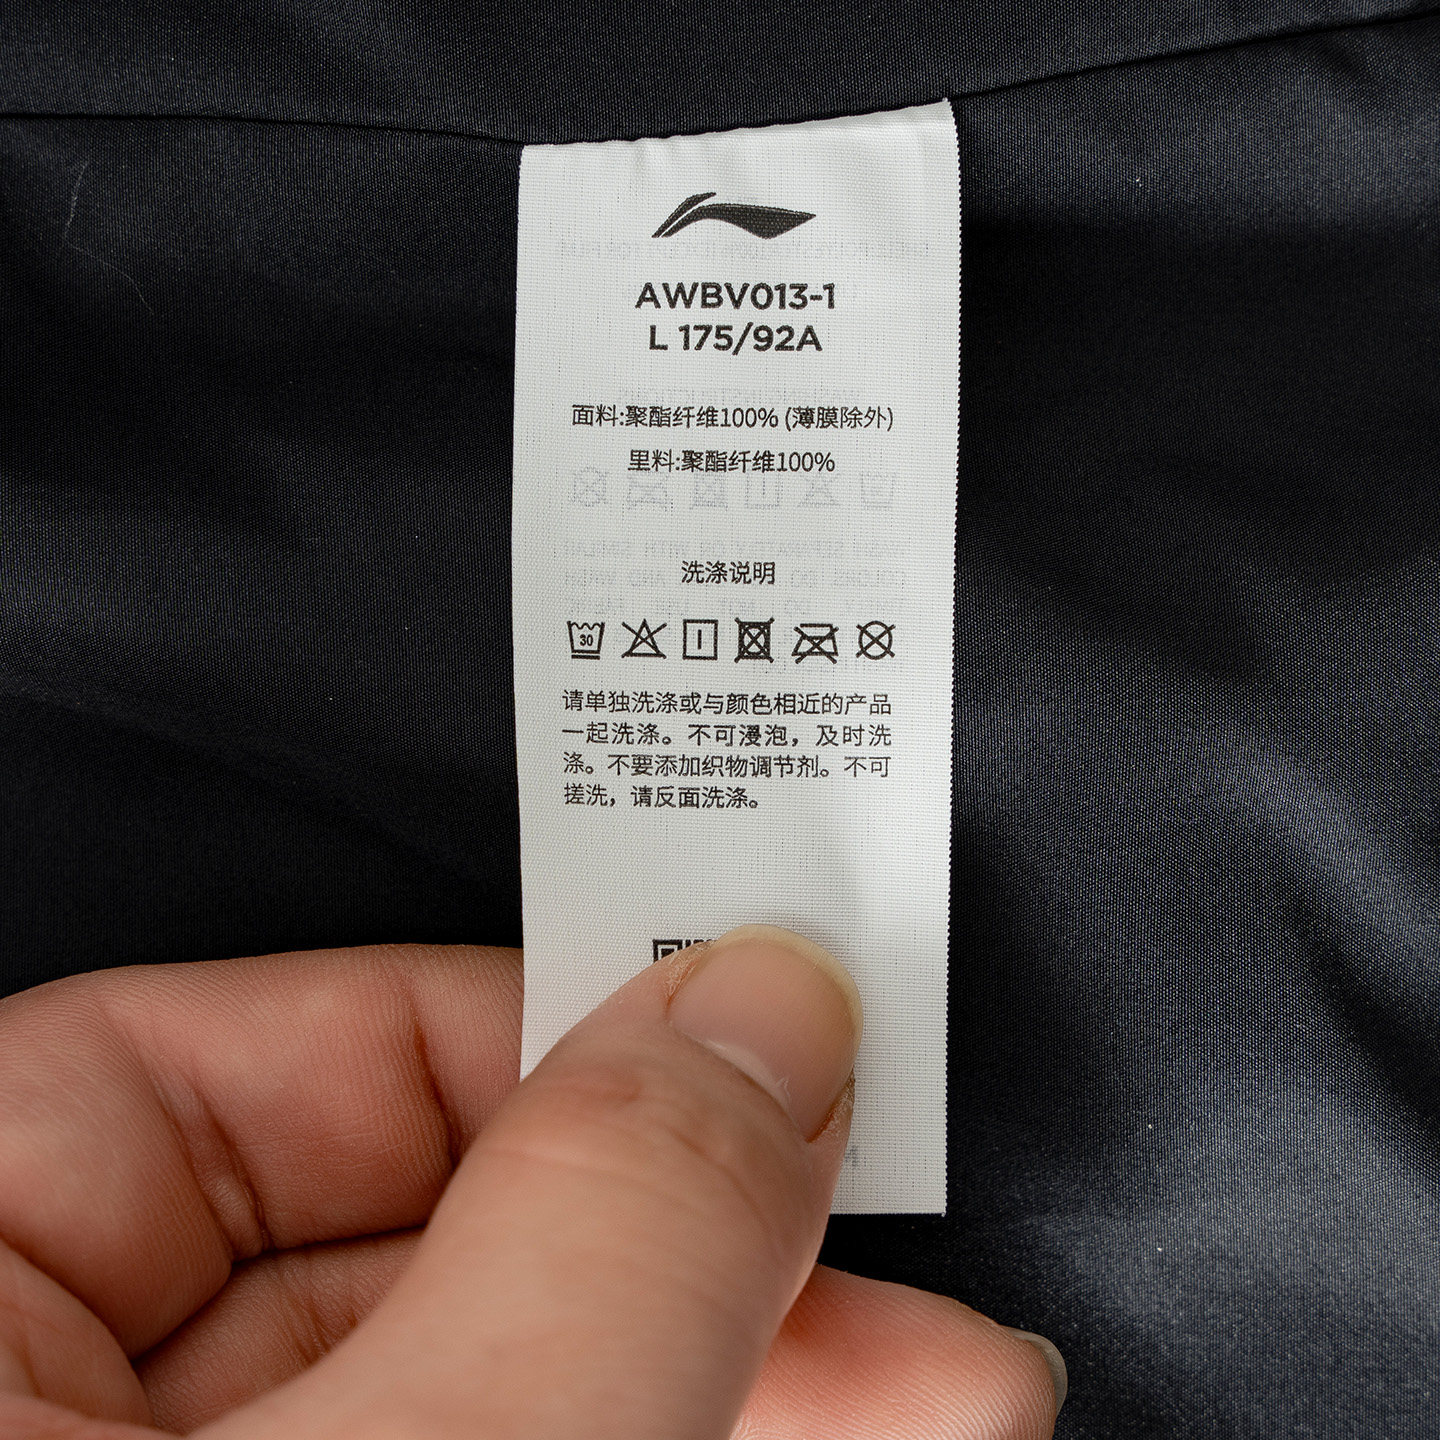 AWBV013-1
L 175/92A
面料:聚酯纤维100% (薄膜除外)
里料:聚酯纤维100%
洗涤说明
30
请单独洗涤或与颜色相近的产品
一起洗涤。不可浸泡，及时洗
涤。不要添加织物调节剂。不可
搓洗，请反面洗涤。